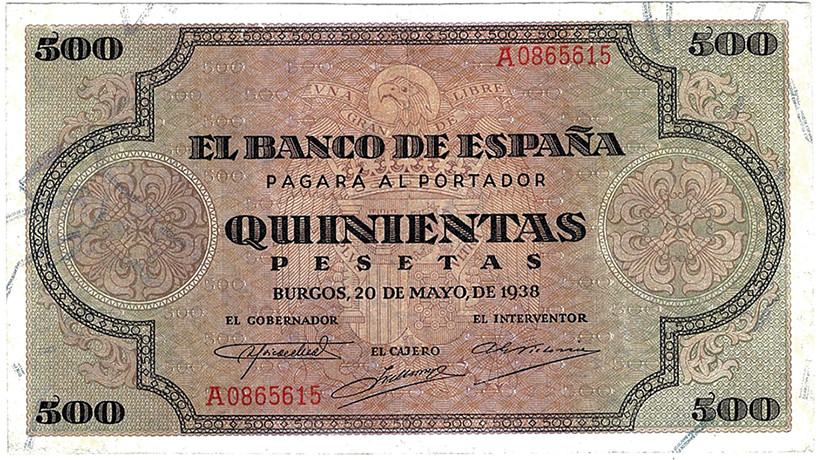 500 500
A0865615
UNA LIBRE
GRANDE
EL BANCO DE ESPAÑA
PAGARÁ AL PORTADOR
QUINIENTAS
PESETAS
BURGOS, 20 DE MAYO, DE 1938
EL GOBERNADOR EL INTERVENTOR
EL CAJERO
A0865615
500 500